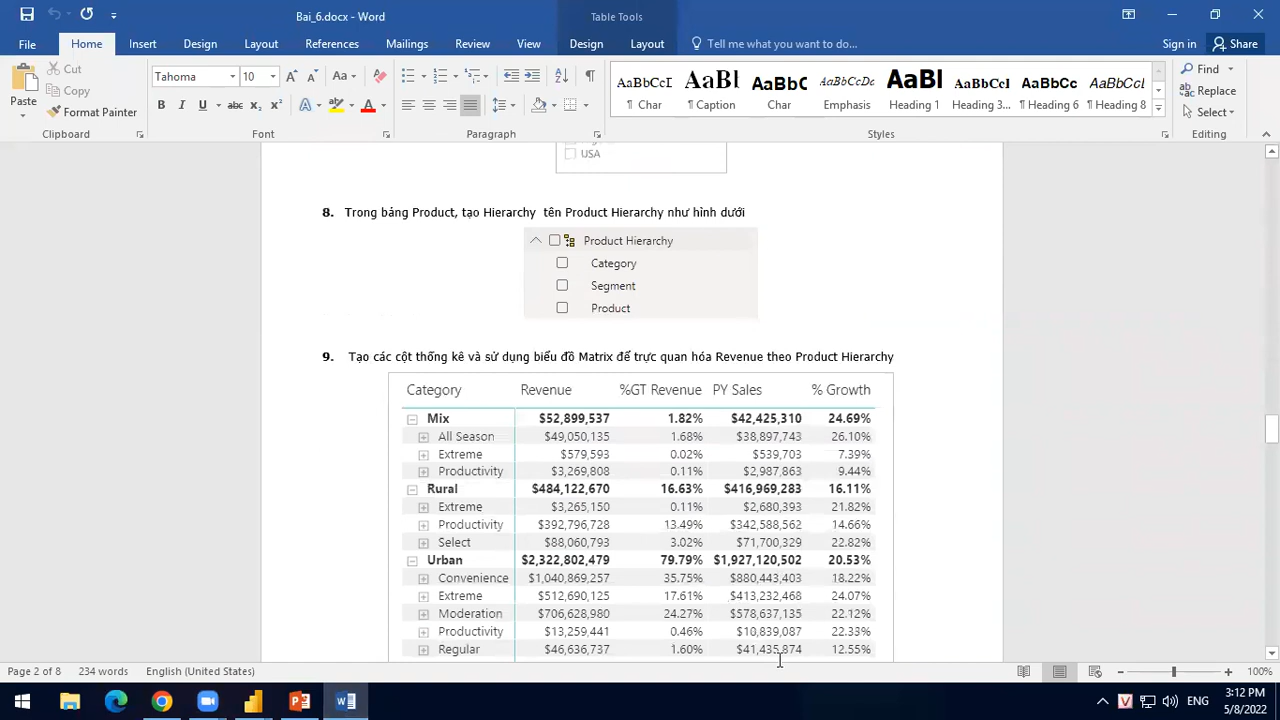 Bai_6.docx - Word
Table Tools
File Home Insert Design Layout References Mailings Review View Design Layout Tell me what you want to do... Sign in Share
Paste Cut Copy Format Painter
Clipboard
Tahoma 10
Font
Paragraph
AaBbCcI AaBl AaBbC AaBbCcDc AaBl AaBbCc AaBbCc AaBbCcI
¶ Char ¶ Caption Char Emphasis Heading 1 Heading 3... ¶ Heading 6 ¶ Heading 8
Styles
Find Replace Select
Editing
USA
8. Trong bảng Product, tạo Hierarchy tên Product Hierarchy như hình dưới
Product Hierarchy
Category
Segment
Product
9. Tạo các cột thống kê và sử dụng biểu đồ Matrix để trực quan hóa Revenue theo Product Hierarchy
Category Revenue %GT Revenue PY Sales % Growth
Mix $52,899,537 1.82% $42,425,310 24.69%
All Season $49,050,135 1.68% $38,897,743 26.10%
Extreme $579,593 0.02% $539,703 7.39%
Productivity $3,269,808 0.11% $2,987,863 9.44%
Rural $484,122,670 16.63% $416,969,283 16.11%
Extreme $3,265,150 0.11% $2,680,393 21.82%
Productivity $392,796,728 13.49% $342,588,562 14.66%
Select $88,060,793 3.02% $71,700,329 22.82%
Urban $2,322,802,479 79.79% $1,927,120,502 20.53%
Convenience $1,040,869,257 35.75% $880,443,403 18.22%
Extreme $512,690,125 17.61% $413,232,468 24.07%
Moderation $706,628,980 24.27% $578,637,135 22.12%
Productivity $13,259,441 0.46% $10,839,087 22.33%
Regular $46,636,737 1.60% $41,435,874 12.55%
Page 2 of 8 234 words English (United States) 100%
ENG
3:12 PM
5/8/2022